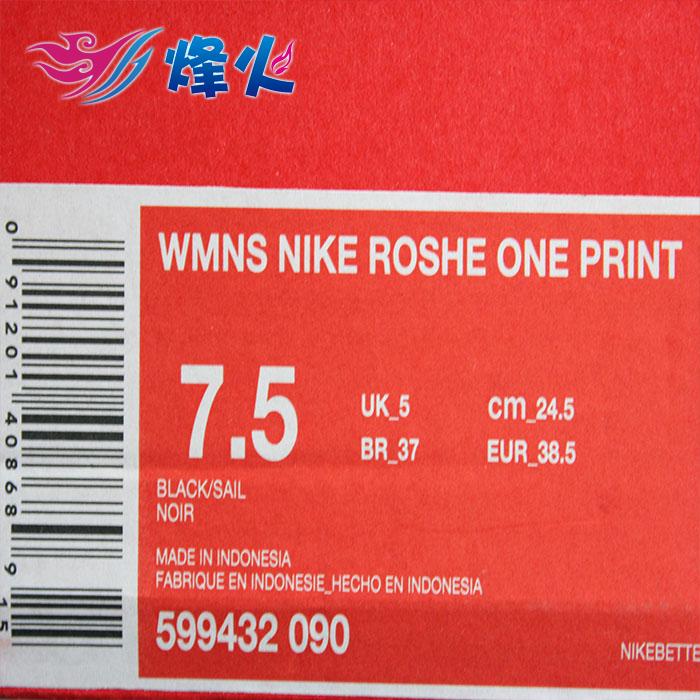 烽火
WMNS NIKE ROSHE ONE PRINT
7.5
UK_5 cm_24.5
BR_37 EUR_38.5
BLACK/SAIL
NOIR
MADE IN INDONESIA
FABRIQUE EN INDONESIE_HECHO EN INDONESIA
599432 090
NIKEBETTE
0 91201 40868 9 15